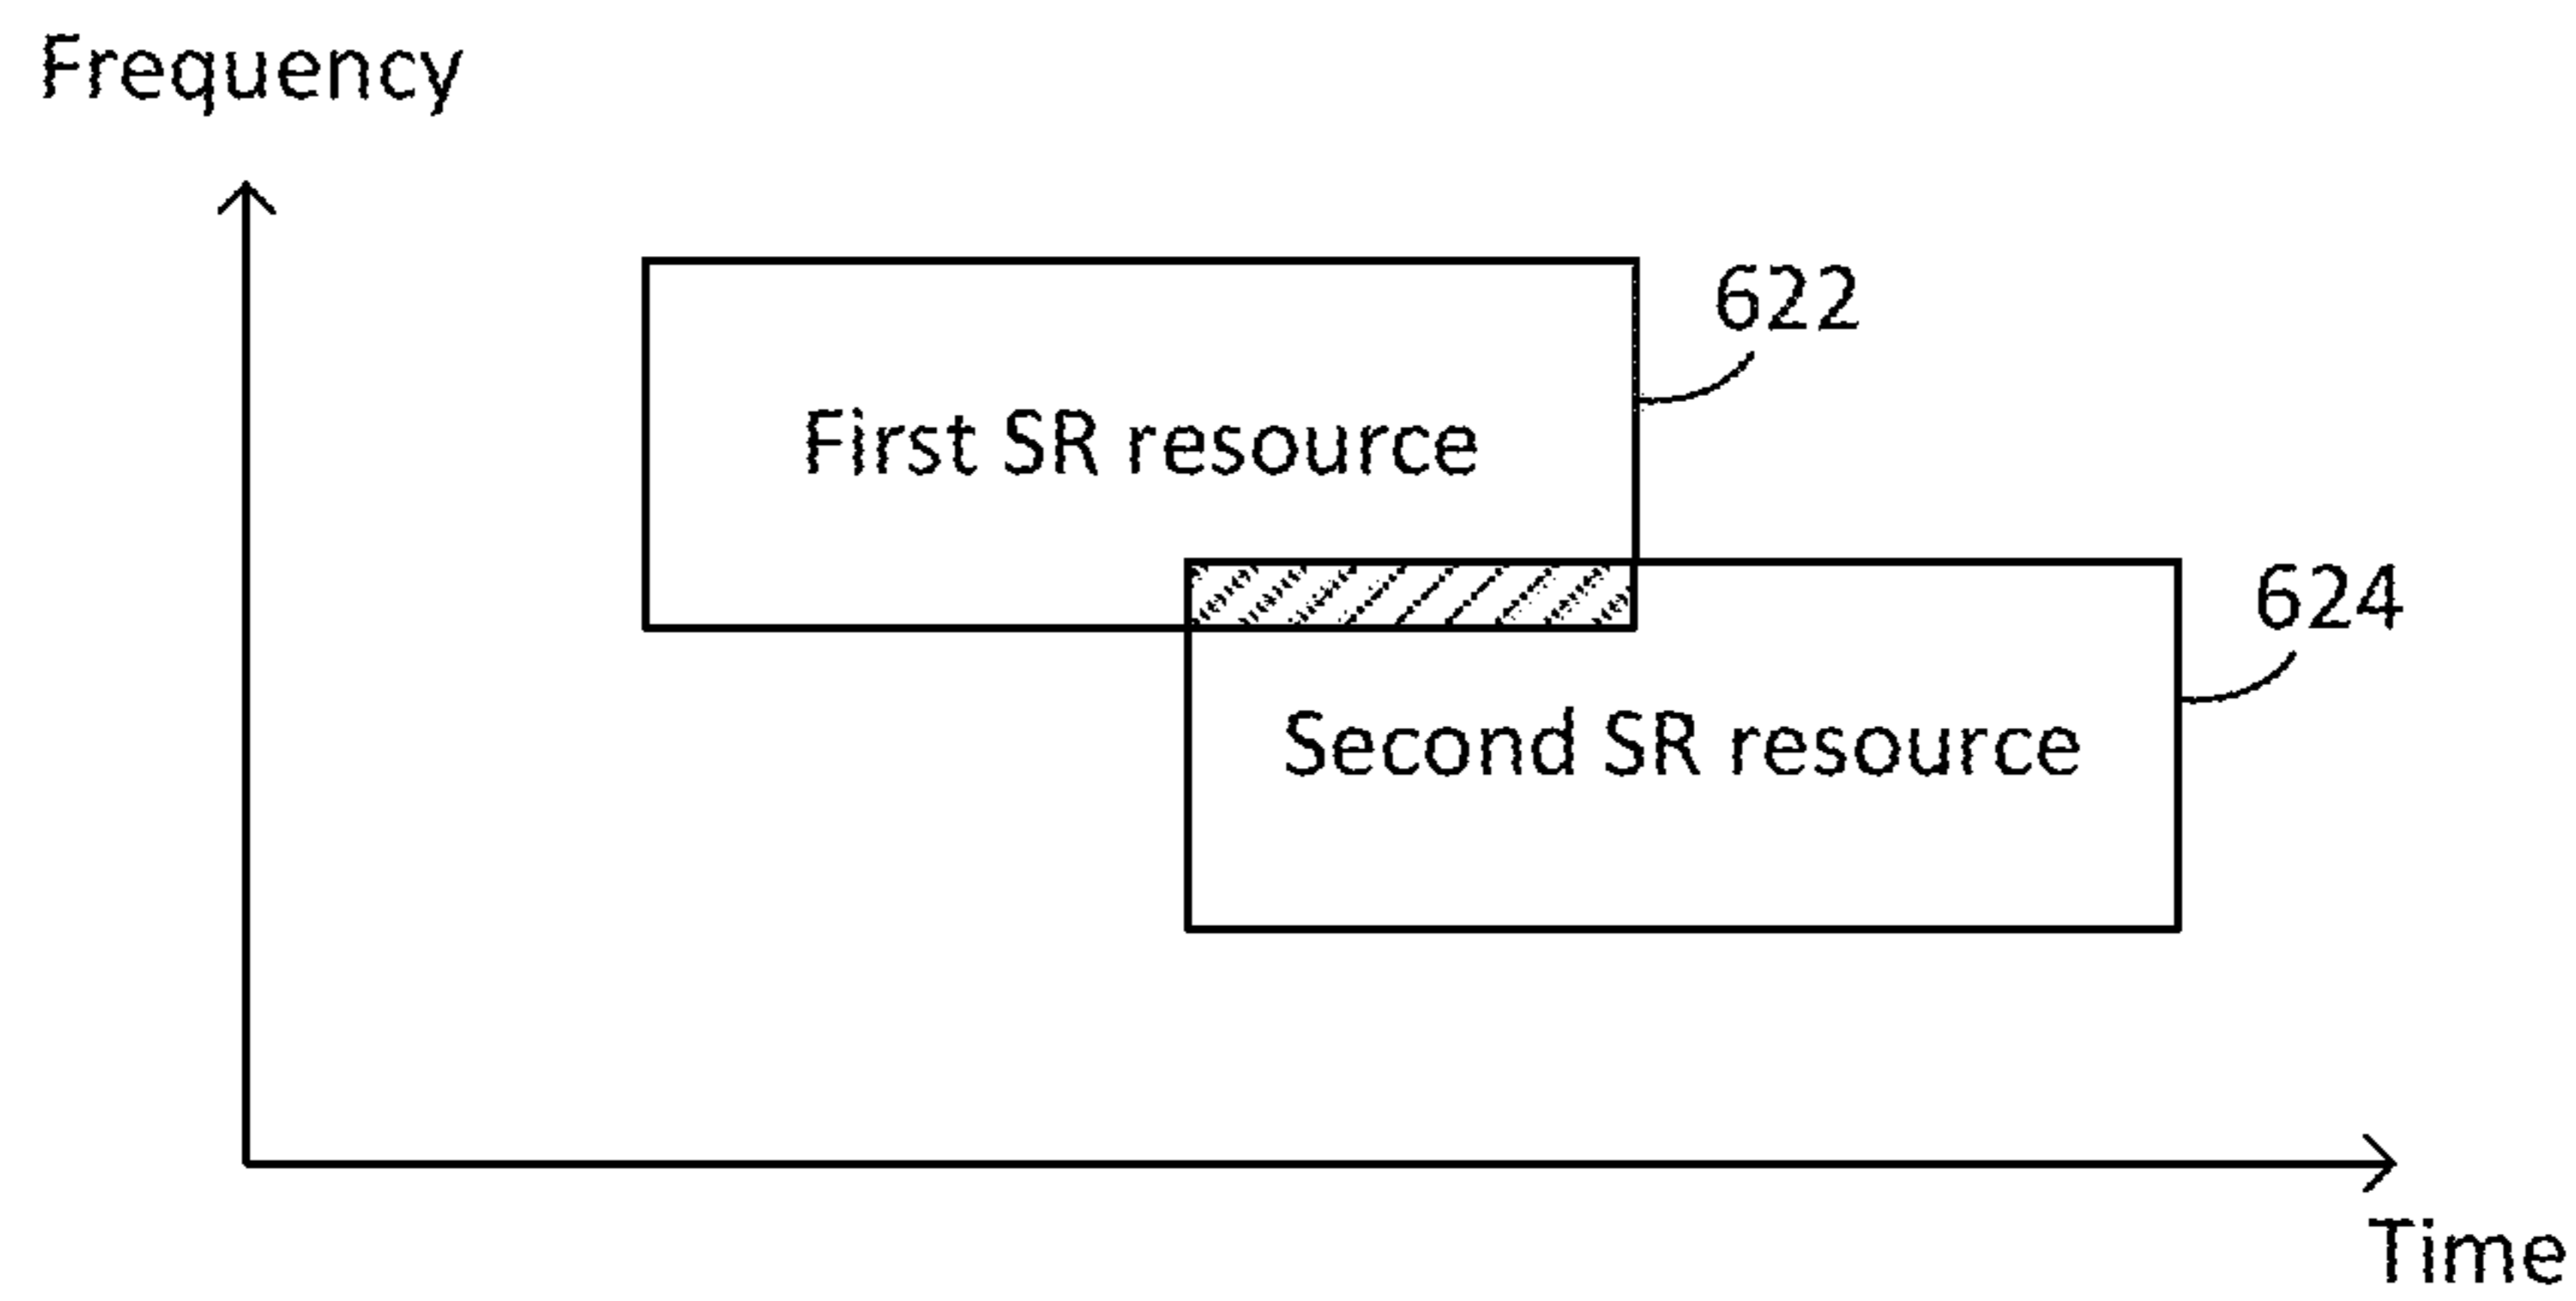 Frequency
622
First SR resource
624
Second SR resource
Time